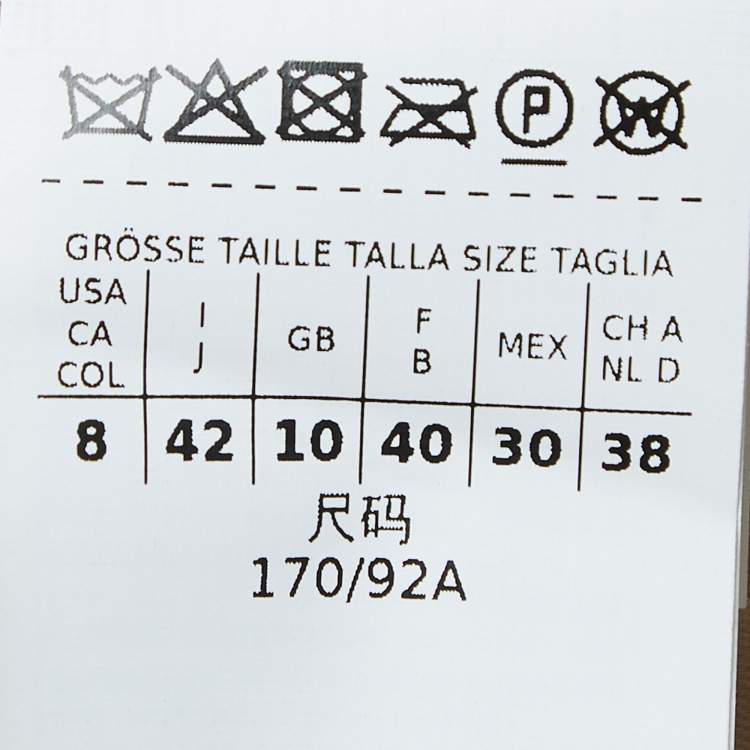 P W
GRÖSSE TAILLE TALLA SIZE TAGLIA
USA CA COL I J GB F B MEX CH A NL D
8 42 10 40 30 38
尺码
170/92A